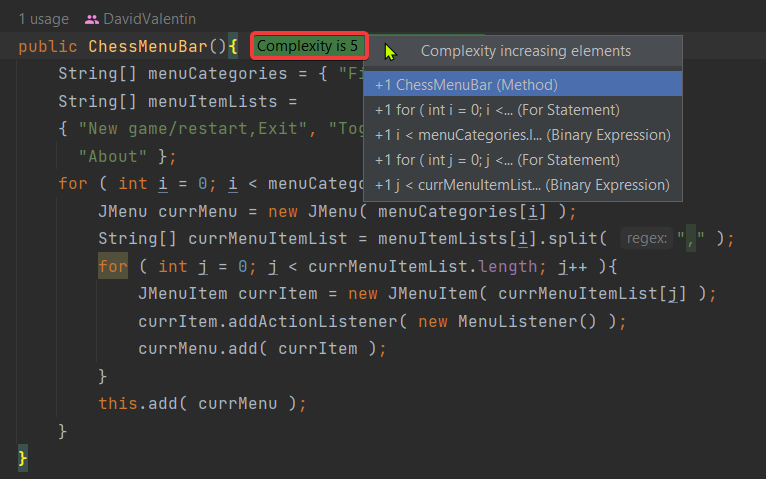 1 usage DavidValentin
public ChessMenuBar(){ Complexity is 5
Complexity increasing elements
+1 ChessMenuBar (Method)
+1 for ( int i = 0; i <... (For Statement)
+1 i < menuCategories.l... (Binary Expression)
+1 for ( int j = 0; j <... (For Statement)
+1 j < currMenuItemList... (Binary Expression)
String[] menuCategories = { "Fi
String[] menuItemLists =
{ "New game/restart,Exit", "Tog
"About" };
for ( int i = 0; i < menuCatego
JMenu currMenu = new JMenu( menuCategories[i] );
String[] currMenuItemList = menuItemLists[i].split( regex: "," );
for ( int j = 0; j < currMenuItemList.length; j++ ){
JMenuItem currItem = new JMenuItem( currMenuItemList[j] );
currItem.addActionListener( new MenuListener() );
currMenu.add( currItem );
}
this.add( currMenu );
}
}